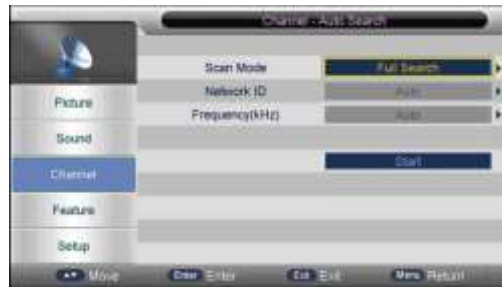 Channel - Auto Search
Scan Mode Full Search
Network ID Auto
Frequency(kHz) Auto
Start
Picture
Sound
Channel
Feature
Setup
Move Enter Enter Exit Exit Menu Return